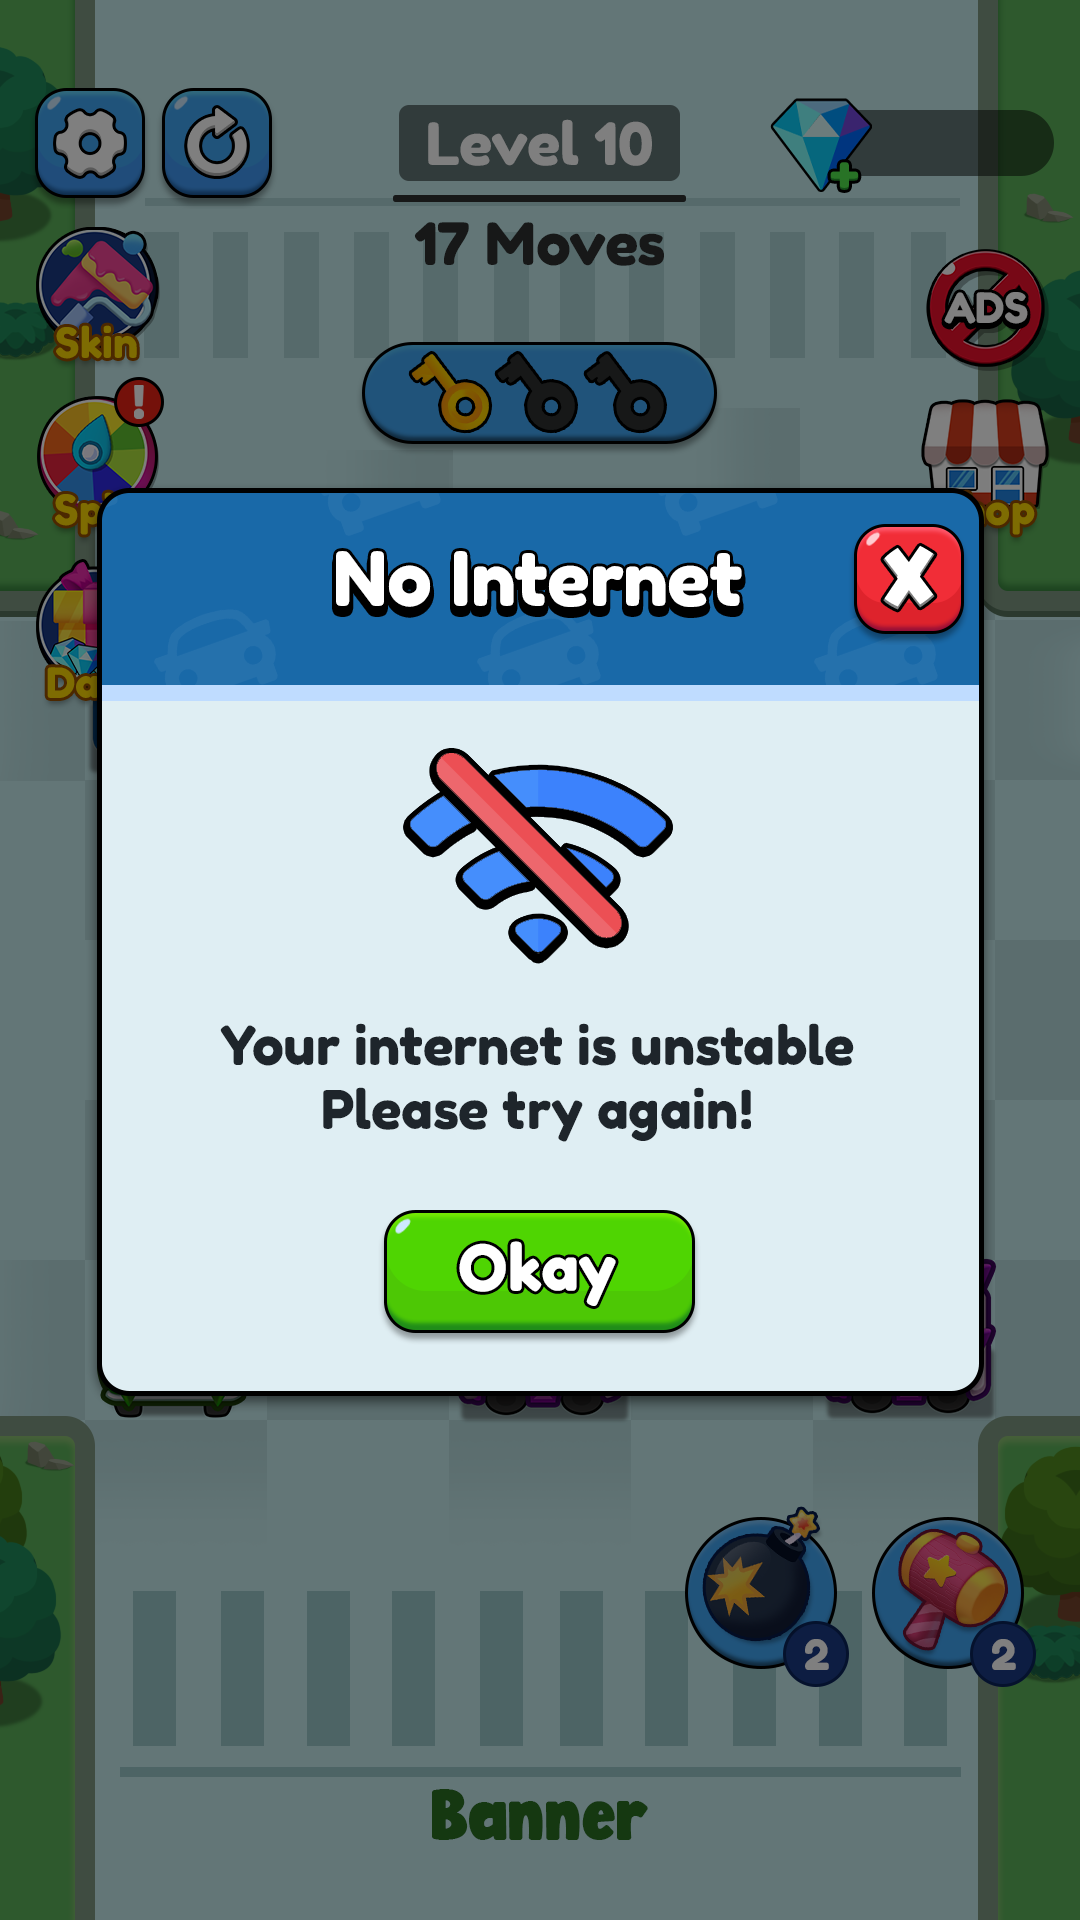 Level 10
17 Moves
Skin
ADS
!
No Internet
X
Your internet is unstable
Please try again!
Okay
2
2
Banner